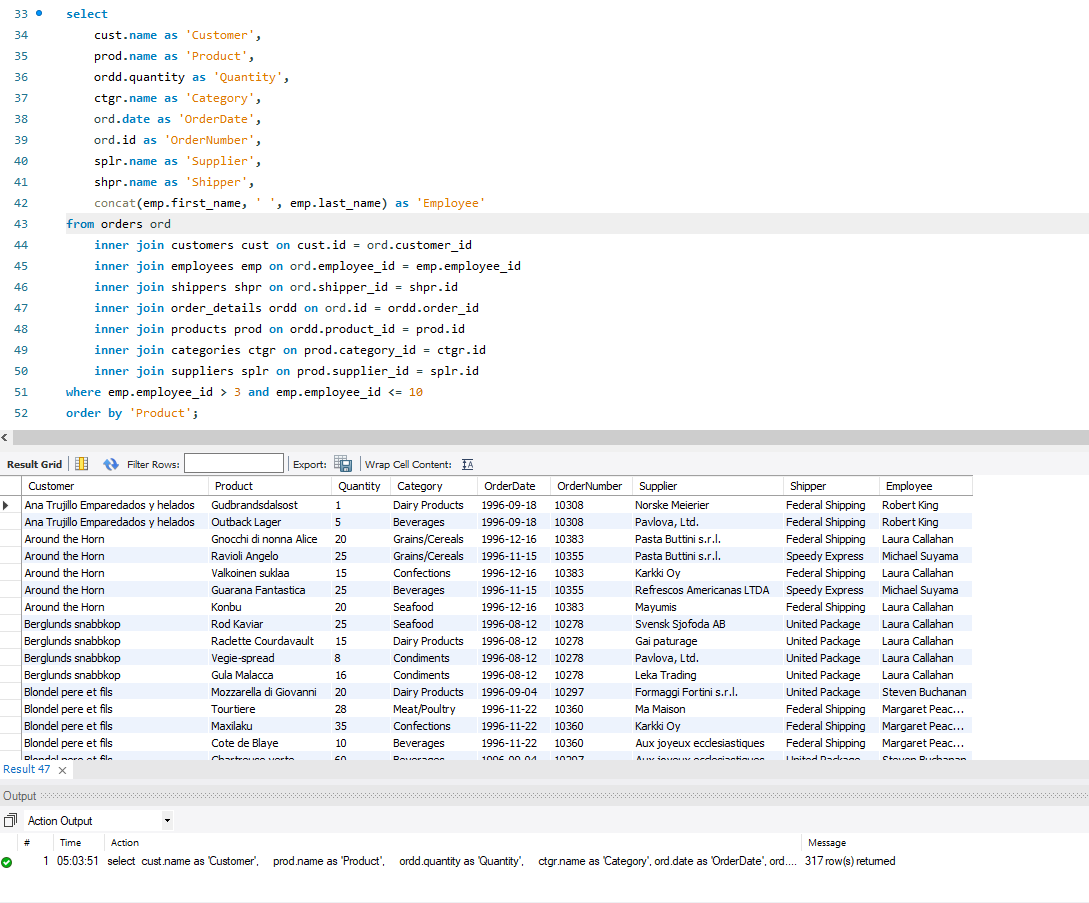 33 select
34 cust.name as 'Customer',
35 prod.name as 'Product',
36 ordd.quantity as 'Quantity',
37 ctgr.name as 'Category',
38 ord.date as 'OrderDate',
39 ord.id as 'OrderNumber',
40 splr.name as 'Supplier',
41 shpr.name as 'Shipper',
42 concat(emp.first_name, ' ', emp.last_name) as 'Employee'
43 from orders ord
44 inner join customers cust on cust.id = ord.customer_id
45 inner join employees emp on ord.employee_id = emp.employee_id
46 inner join shippers shpr on ord.shipper_id = shpr.id
47 inner join order_details ordd on ord.id = ordd.order_id
48 inner join products prod on ordd.product_id = prod.id
49 inner join categories ctgr on prod.category_id = ctgr.id
50 inner join suppliers splr on prod.supplier_id = splr.id
51 where emp.employee_id > 3 and emp.employee_id <= 10
52 order by 'Product';
Result Grid Filter Rows: Export: Wrap Cell Content:
Customer Product Quantity Category OrderDate OrderNumber Supplier Shipper Employee
Ana Trujillo Emparedados y helados Gudbrandsdalsost 1 Dairy Products 1996-09-18 10308 Norske Meierier Federal Shipping Robert King
Ana Trujillo Emparedados y helados Outback Lager 5 Beverages 1996-09-18 10308 Pavlova, Ltd. Federal Shipping Robert King
Around the Horn Gnocchi di nonna Alice 20 Grains/Cereals 1996-12-16 10383 Pasta Buttini s.r.l. Federal Shipping Laura Callahan
Around the Horn Ravioli Angelo 25 Grains/Cereals 1996-11-15 10355 Pasta Buttini s.r.l. Speedy Express Michael Suyama
Around the Horn Valkoinen suklaa 15 Confections 1996-12-16 10383 Karkki Oy Federal Shipping Laura Callahan
Around the Horn Guarana Fantastica 25 Beverages 1996-11-15 10355 Refrescos Americanas LTDA Speedy Express Michael Suyama
Around the Horn Konbu 20 Seafood 1996-12-16 10383 Mayumis Federal Shipping Laura Callahan
Berglunds snabbkop Rod Kaviar 25 Seafood 1996-08-12 10278 Svensk Sjofoda AB United Package Laura Callahan
Berglunds snabbkop Raclette Courdavault 15 Dairy Products 1996-08-12 10278 Gai paturage United Package Laura Callahan
Berglunds snabbkop Vegie-spread 8 Condiments 1996-08-12 10278 Pavlova, Ltd. United Package Laura Callahan
Berglunds snabbkop Gula Malacca 16 Condiments 1996-08-12 10278 Leka Trading United Package Laura Callahan
Blondel pere et fils Mozzarella di Giovanni 20 Dairy Products 1996-09-04 10297 Formaggi Fortini s.r.l. United Package Steven Buchanan
Blondel pere et fils Tourtiere 28 Meat/Poultry 1996-11-22 10360 Ma Maison Federal Shipping Margaret Peac...
Blondel pere et fils Maxilaku 35 Confections 1996-11-22 10360 Karkki Oy Federal Shipping Margaret Peac...
Blondel pere et fils Cote de Blaye 10 Beverages 1996-11-22 10360 Aux joyeux ecclesiastiques Federal Shipping Margaret Peac...
Blondel pere et fils Chartreuse verte 60 Beverages 1996-09-04 10297 Aux joyeux ecclesiastiques United Package Steven Buchanan
Result 47
Output
Action Output
# Time Action Message
1 05:03:51 select cust.name as 'Customer', prod.name as 'Product', ordd.quantity as 'Quantity', ctgr.name as 'Category', ord.date as 'OrderDate', ord.... 317 row(s) returned